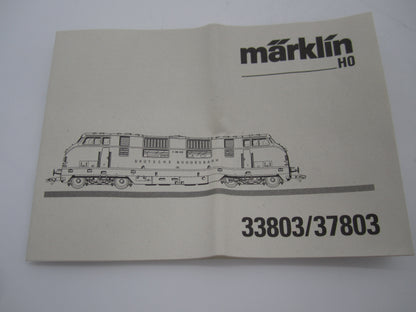 märklin
HO
DEUTSCHE BUNDESBAHN
33803/37803